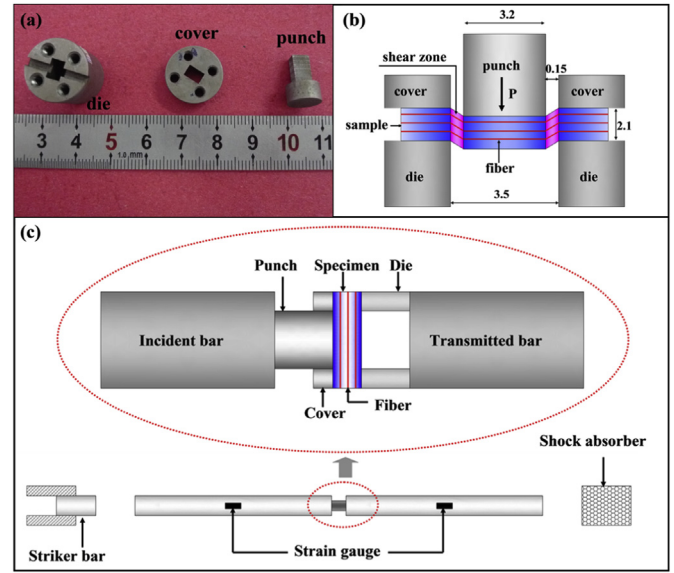 (a)
cover
punch
die
3 4 5 6 7 8 9 10 11
1.0, mm
(b)
3.2
shear zone
punch
0.15
cover
P
cover
sample
2.1
fiber
die
die
3.5
(c)
Punch
Specimen
Die
Incident bar
Transmitted bar
Cover
Fiber
Shock absorber
Striker bar
Strain gauge